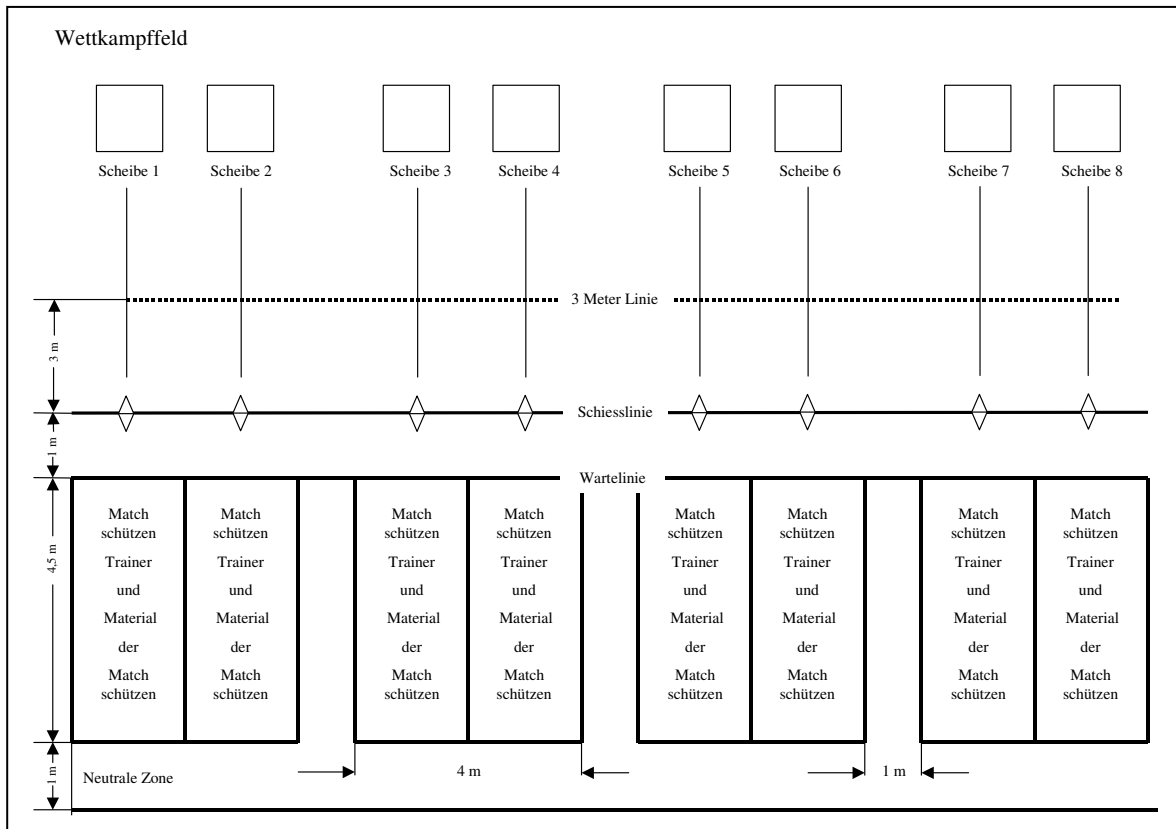 Wettkampffeld
Scheibe 1 Scheibe 2 Scheibe 3 Scheibe 4 Scheibe 5 Scheibe 6 Scheibe 7 Scheibe 8
3 Meter Linie
3 m
Schiesslinie
1 m
Wartelinie
4,5 m
Match
schützen
Trainer
und
Material
der
Match
schützen
Match
schützen
Trainer
und
Material
der
Match
schützen
Match
schützen
Trainer
und
Material
der
Match
schützen
Match
schützen
Trainer
und
Material
der
Match
schützen
Match
schützen
Trainer
und
Material
der
Match
schützen
Match
schützen
Trainer
und
Material
der
Match
schützen
Match
schützen
Trainer
und
Material
der
Match
schützen
Match
schützen
Trainer
und
Material
der
Match
schützen
1 m
Neutrale Zone
4 m
1 m